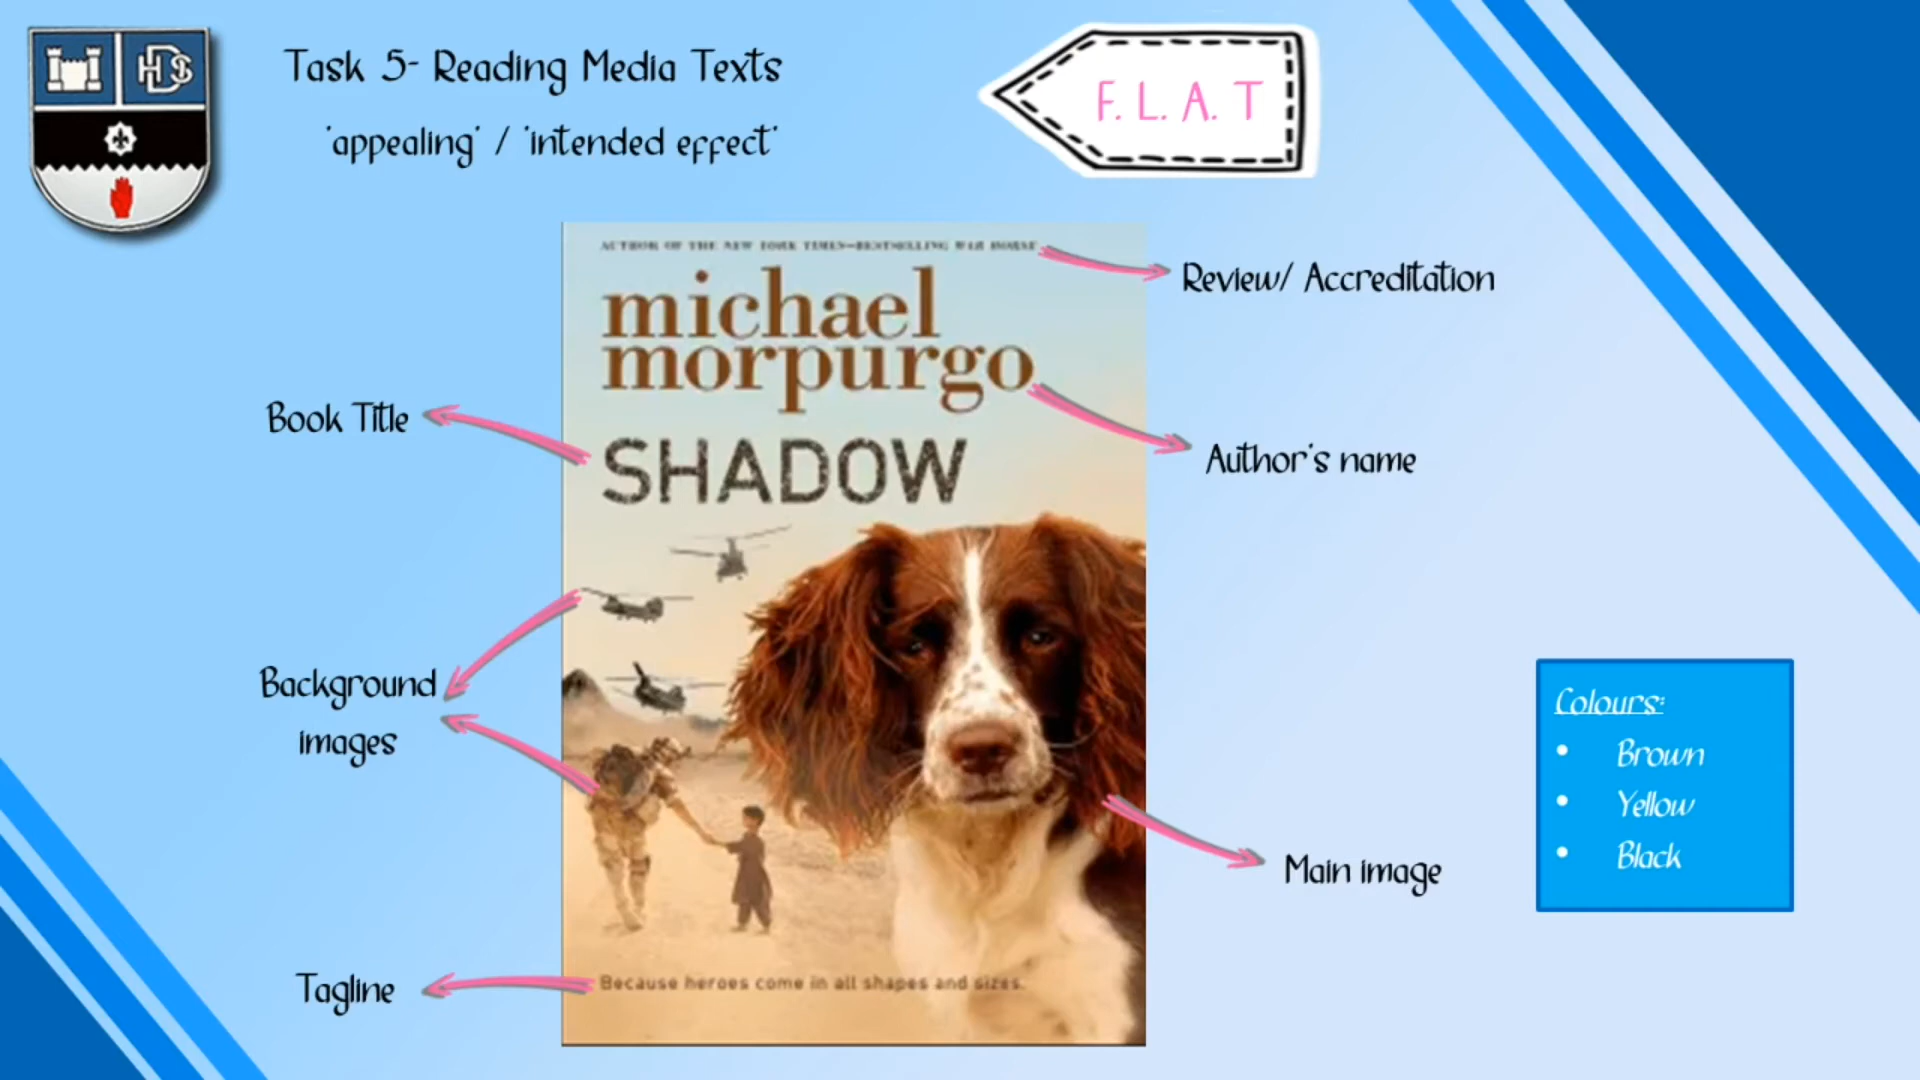 Task 5- Reading Media Texts
'appealing' / 'intended effect'
F. L. A. T
HDS
AUTHOR OF THE NEW YORK TIMES—BESTSELLING WAR HORSE
Review/ Accreditation
michael
morpurgo
Author's name
Book Title
SHADOW
Background
images
Colours:
• Brown
• Yellow
• Black
Main image
Tagline
Because heroes come in all shapes and sizes.